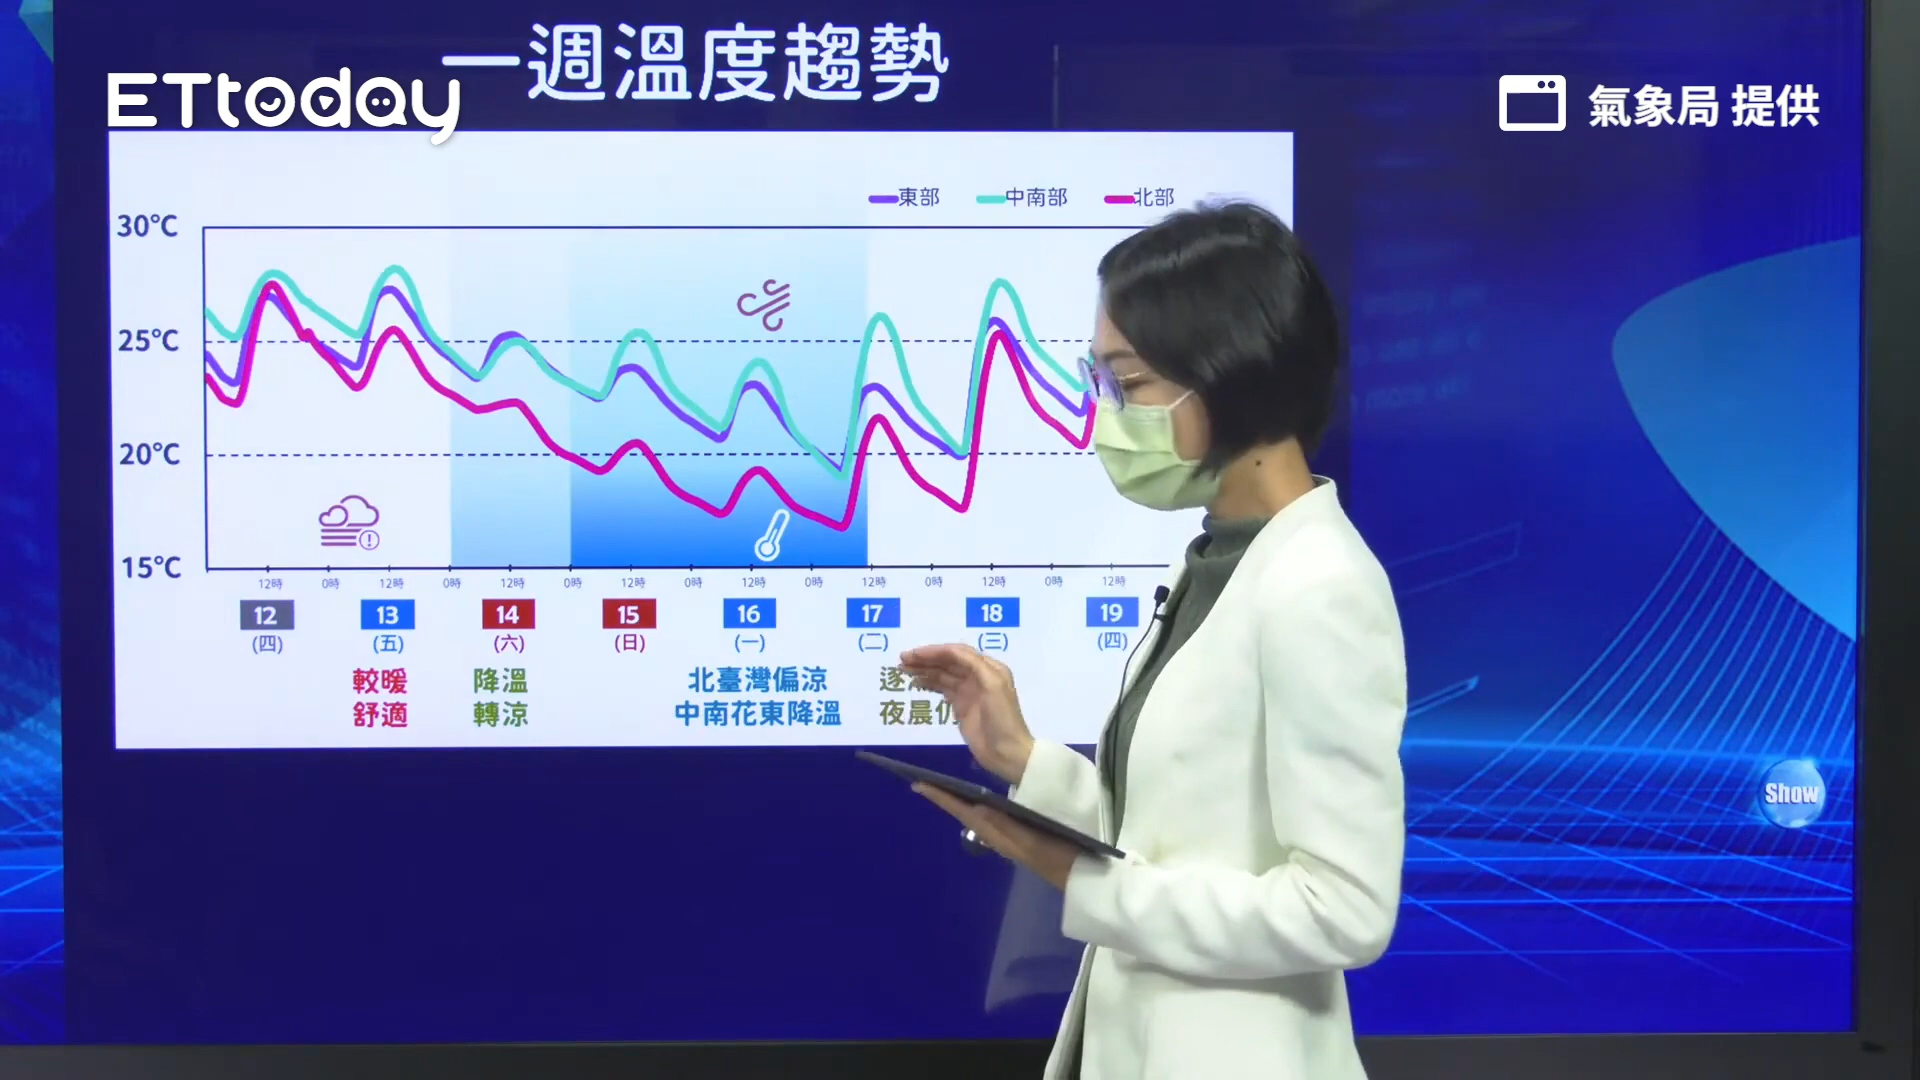 一週溫度趨勢
ETtoday
氣象局 提供
東部 中南部 北部
30°C
25°C
20°C
15°C
12時 0時 12時 0時 12時 0時 12時 0時 12時 0時 12時 0時 12時 0時 12時
12 13 14 15 16 17 18 19
(四) (五) (六) (日) (一) (二) (三) (四)
較暖 降溫 北臺灣偏涼 逐
舒適 轉涼 中南花東降溫 夜晨仍
Show